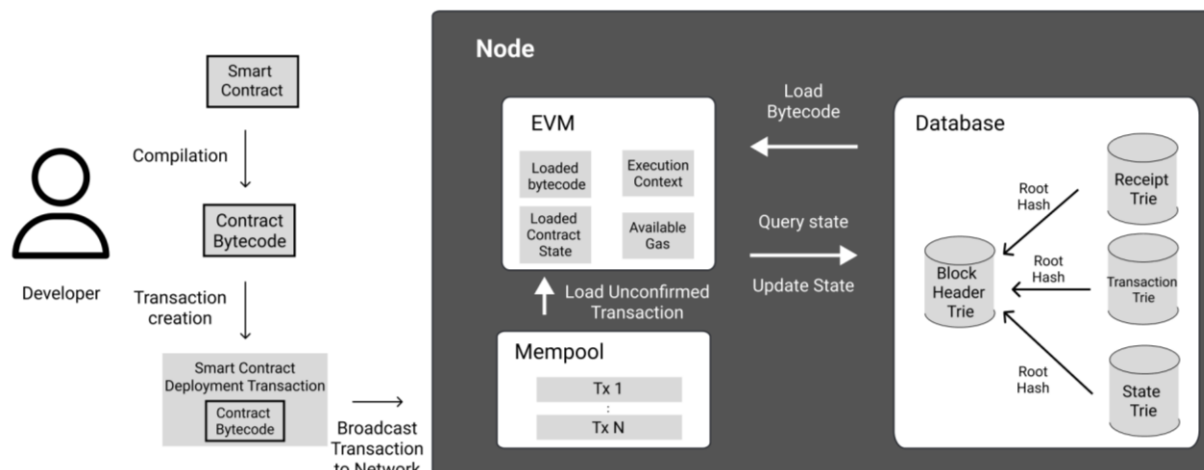 Smart
Contract
Compilation
Contract
Bytecode
Developer
Transaction
creation
Smart Contract
Deployment Transaction
Contract
Bytecode
Broadcast
Transaction
to Network
Node
EVM
Loaded
bytecode
Execution
Context
Loaded
Contract
State
Available
Gas
Load
Bytecode
Query state
Update State
Load Unconfirmed
Transaction
Mempool
Tx 1
:
Tx N
Database
Receipt
Trie
Root
Hash
Block
Header
Trie
Root
Hash
Transaction
Trie
Root
Hash
State
Trie